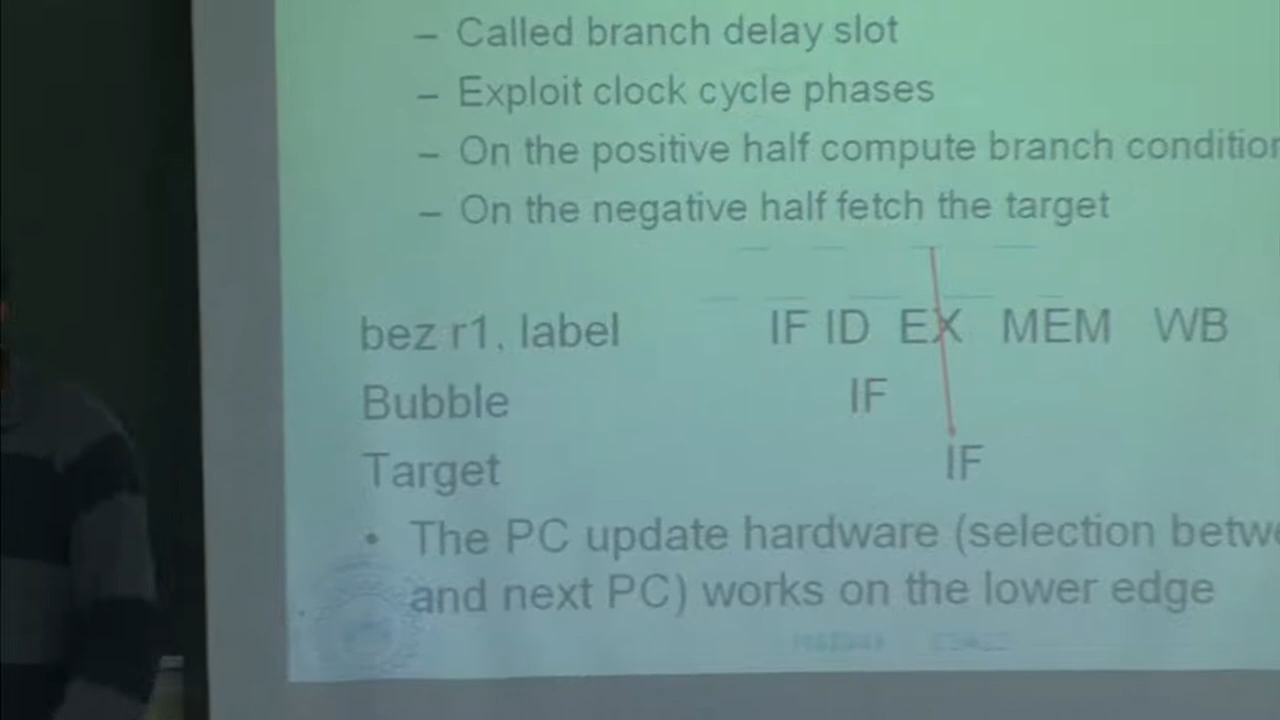 – Called branch delay slot
– Exploit clock cycle phases
– On the positive half compute branch condition
– On the negative half fetch the target
bez r1, label IF ID EX MEM WB
Bubble IF
Target IF
• The PC update hardware (selection betwe
and next PC) works on the lower edge